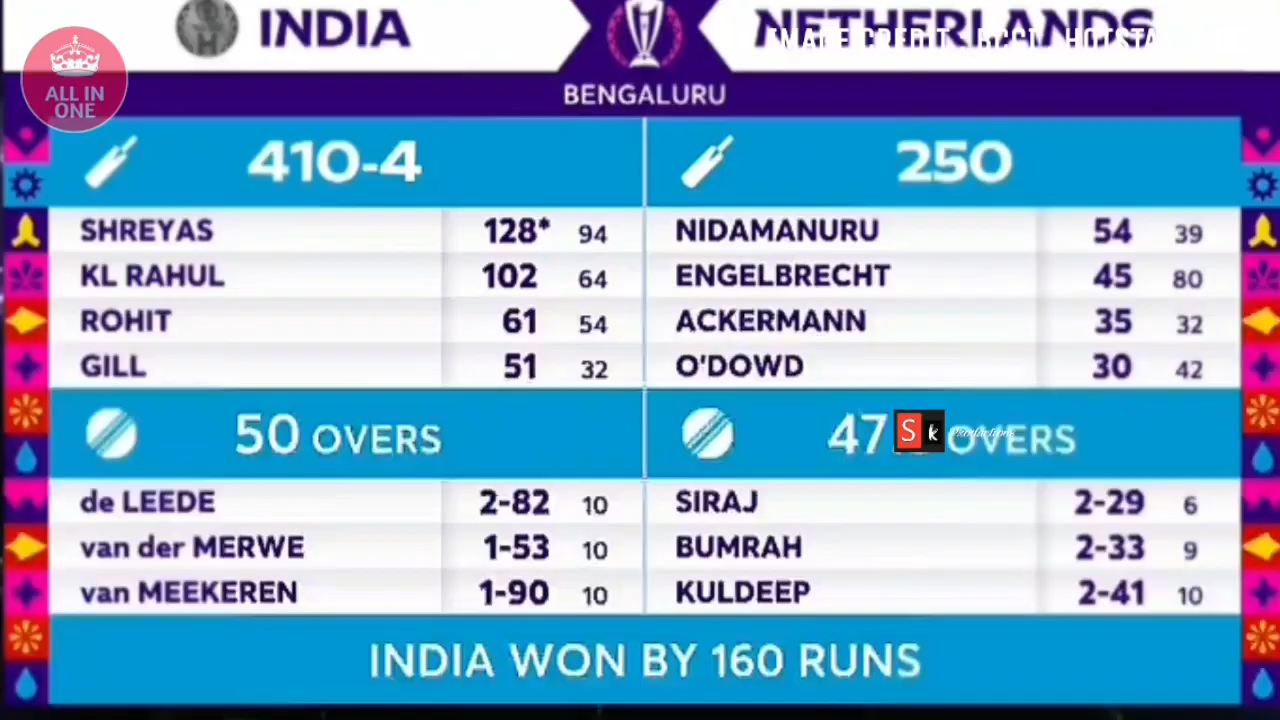 INDIA
NETHERLANDS
IMAGE CREDIT
ALL IN
ONE
BENGALURU
410-4
250
SHREYAS 128* 94
NIDAMANURU 54 39
KL RAHUL 102 64
ENGELBRECHT 45 80
ROHIT 61 54
ACKERMANN 35 32
GILL 51 32
O'DOWD 30 42
50 OVERS
47 OVERS
S K
de LEEDE 2-82 10
SIRAJ 2-29 6
van der MERWE 1-53 10
BUMRAH 2-33 9
van MEEKEREN 1-90 10
KULDEEP 2-41 10
INDIA WON BY 160 RUNS